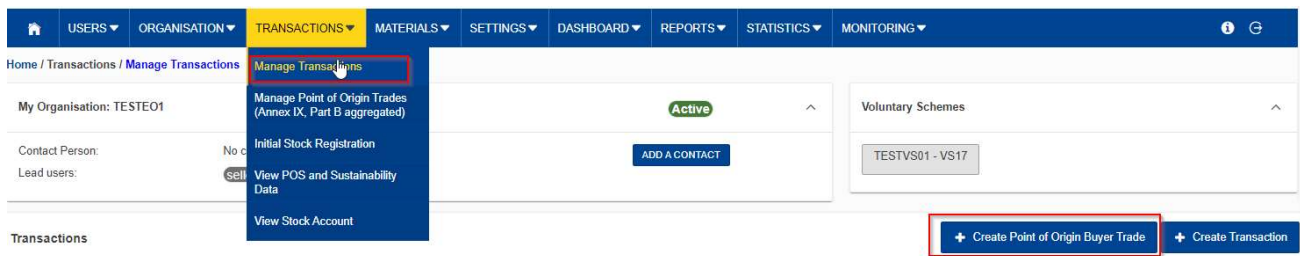 USERS ORGANISATION TRANSACTIONS MATERIALS SETTINGS DASHBOARD REPORTS STATISTICS MONITORING
Home / Transactions / Manage Transactions
Manage Transactions
Manage Point of Origin Trades
(Annex IX, Part B aggregated)
Initial Stock Registration
View POS and Sustainability
Data
View Stock Account
My Organisation: TESTEO1
Active
Contact Person:
No c
ADD A CONTACT
Lead users:
sell
Voluntary Schemes
TESTVS01 - VS17
Transactions
+ Create Point of Origin Buyer Trade
+ Create Transaction